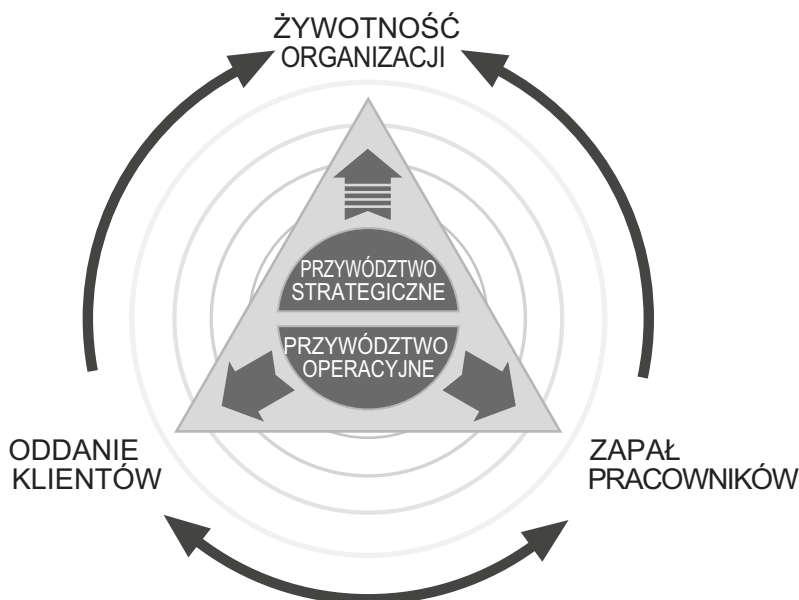 ŻYWOTNOŚĆ
ORGANIZACJI
PRZYWÓDZTWO
STRATEGICZNE
PRZYWÓDZTWO
OPERACYJNE
ODDANIE
KLIENTÓW
ZAPAŁ
PRACOWNIKÓW